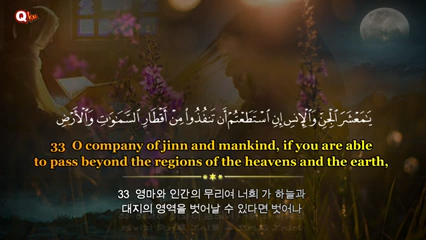 Q
يَٰمَعْشَرَ ٱلْجِنِّ وَٱلْإِنسِ إِنِ ٱسْتَطَعْتُمْ أَن تَنفُذُوا۟ مِنْ أَقْطَارِ ٱلسَّمَٰوَٰتِ وَٱلْأَرْضِ
33 O company of jinn and mankind, if you are able
to pass beyond the regions of the heavens and the earth,
33 영마와 인간의 무리여 너희 가 하늘과
대지의 영역을 벗어날 수 있다면 벗어나